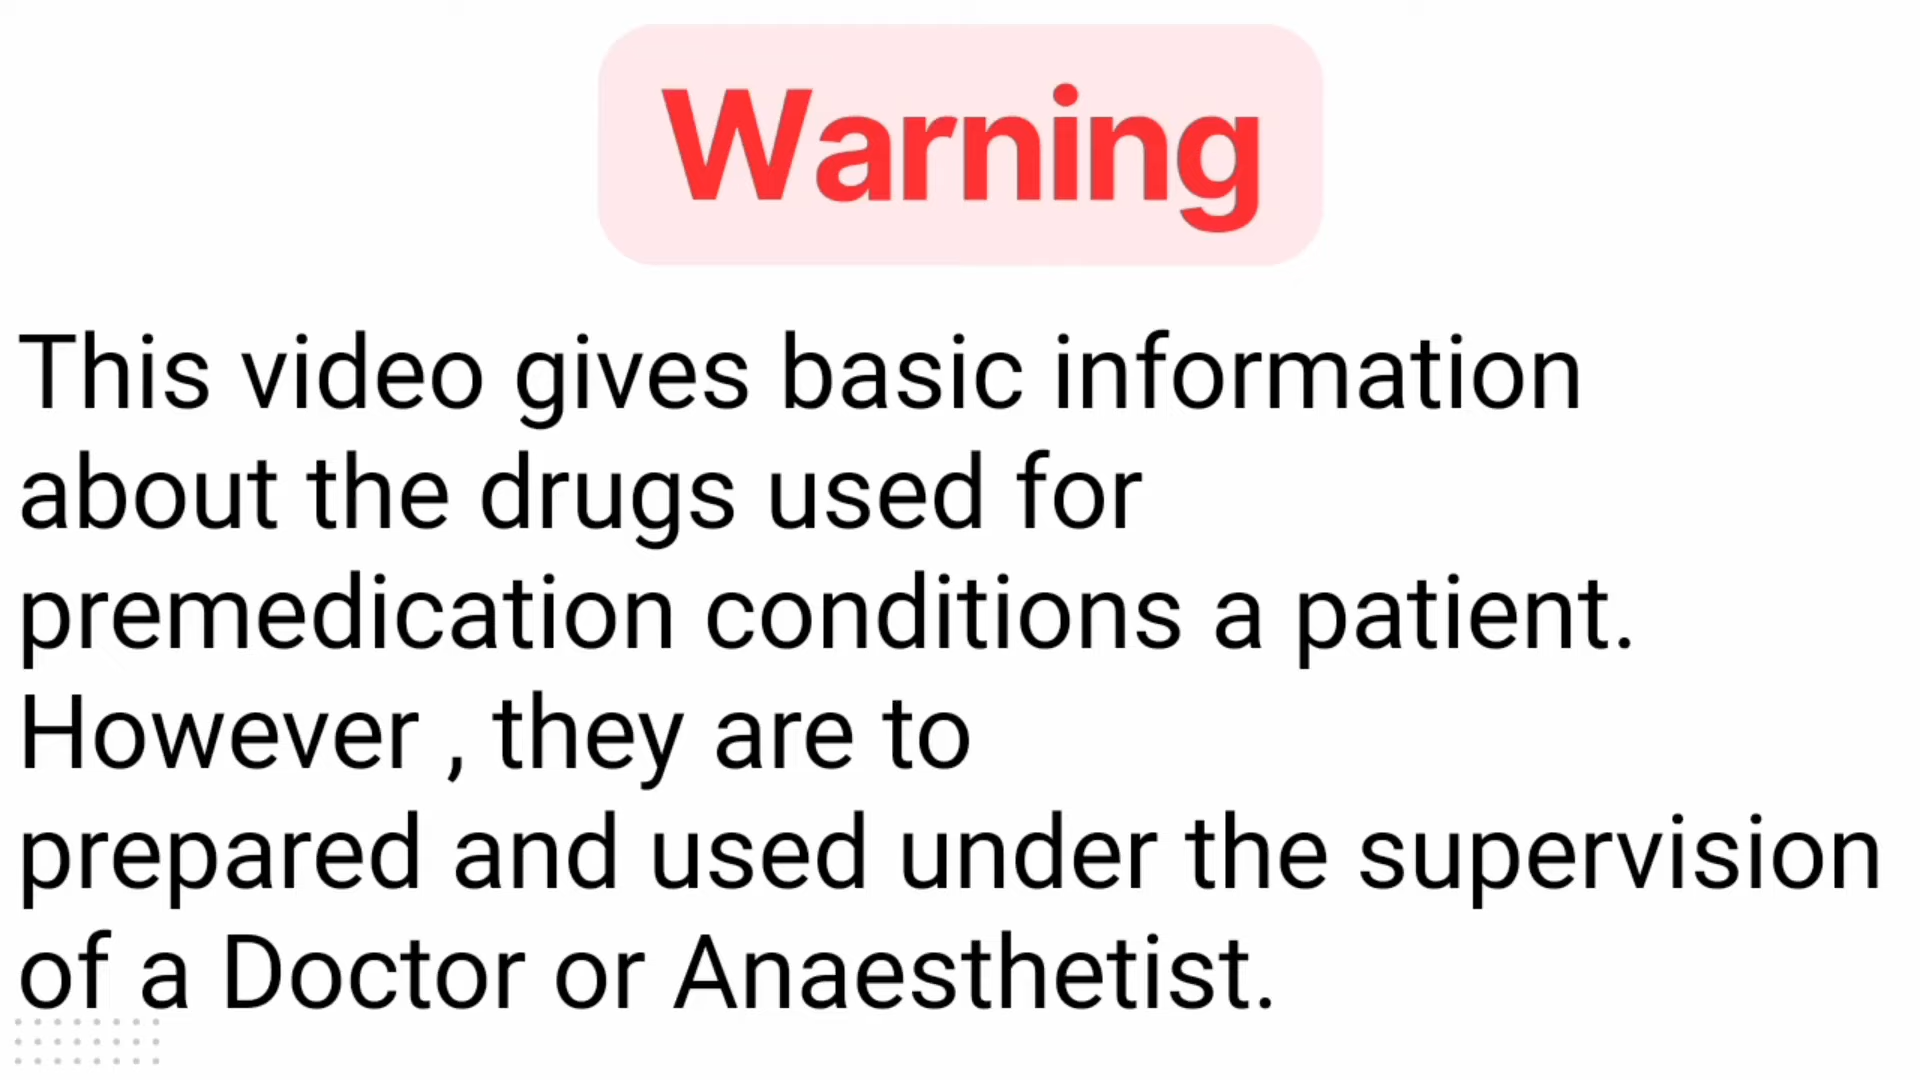 Warning
This video gives basic information
about the drugs used for
premedication conditions a patient.
However , they are to
prepared and used under the supervision
of a Doctor or Anaesthetist.